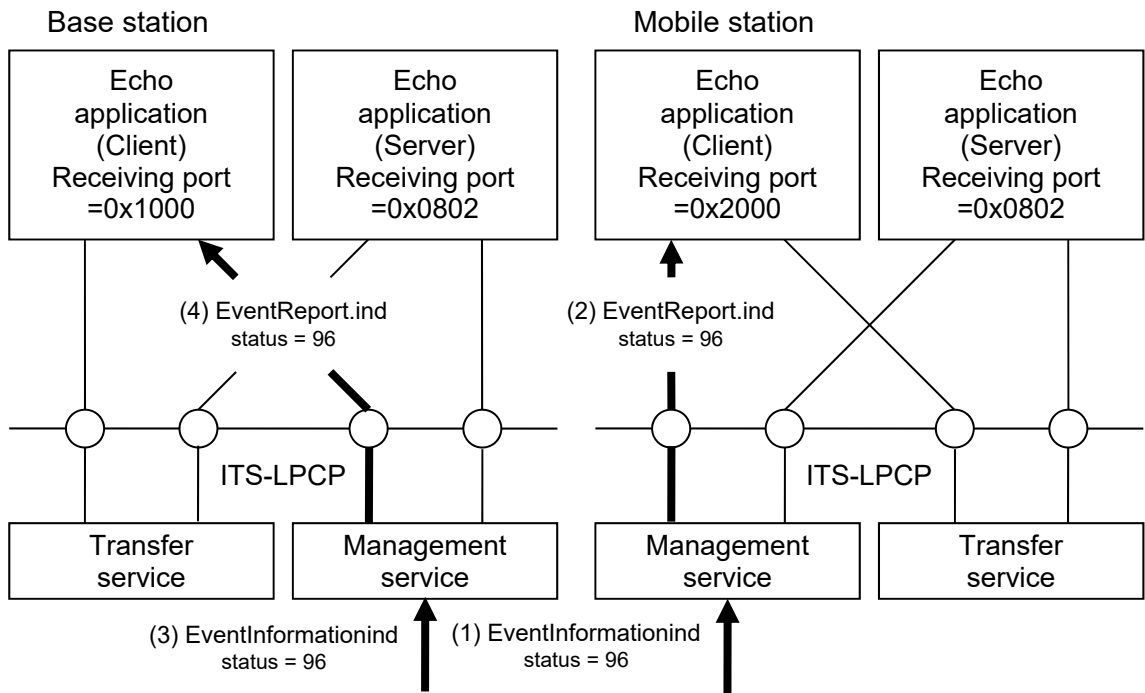 Base station
Mobile station
Echo
application
(Client)
Receiving port
=0x1000
Echo
application
(Server)
Receiving port
=0x0802
Echo
application
(Client)
Receiving port
=0x2000
Echo
application
(Server)
Receiving port
=0x0802
(4) EventReport.ind
status = 96
(2) EventReport.ind
status = 96
ITS-LPCP
ITS-LPCP
Transfer
service
Management
service
Management
service
Transfer
service
(3) EventInformationind
status = 96
(1) EventInformationind
status = 96